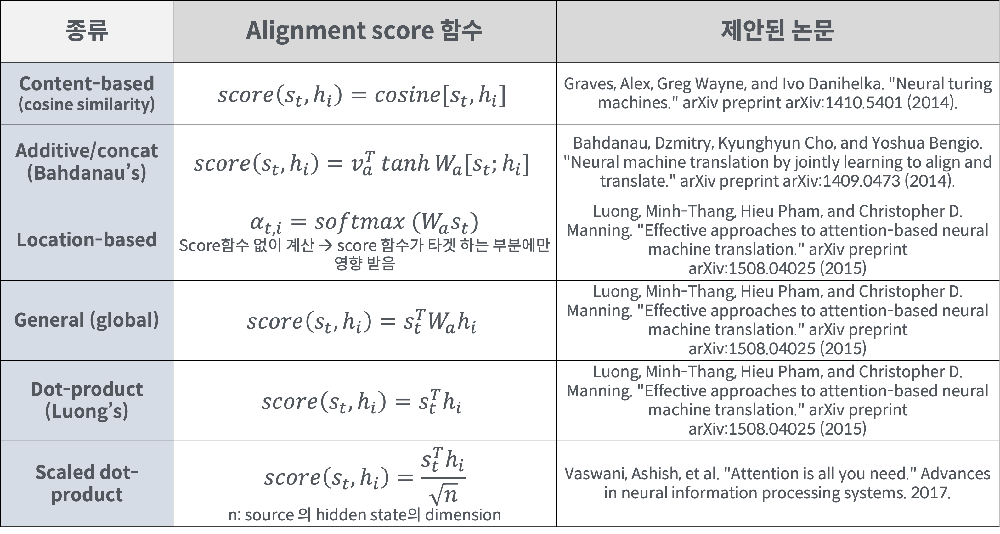 종류
Alignment score 함수
제안된 논문
Content-based
(cosine similarity)
score(s_t, h_i) = cosine[s_t, h_i]
Graves, Alex, Greg Wayne, and Ivo Danihelka. "Neural turing
machines." arXiv preprint arXiv:1410.5401 (2014).
Additive/concat
(Bahdanau’s)
score(s_t, h_i) = v_a^T tanh W_a[s_t; h_i]
Bahdanau, Dzmitry, Kyunghyun Cho, and Yoshua Bengio.
"Neural machine translation by jointly learning to align and
translate." arXiv preprint arXiv:1409.0473 (2014).
Location-based
α_{t,i} = softmax (W_a s_t)
Score함수 없이 계산 → score 함수가 타겟 하는 부분에만
영향 받음
Luong, Minh-Thang, Hieu Pham, and Christopher D.
Manning. "Effective approaches to attention-based neural
machine translation." arXiv preprint
arXiv:1508.04025 (2015)
General (global)
score(s_t, h_i) = s_t^T W_a h_i
Luong, Minh-Thang, Hieu Pham, and Christopher D.
Manning. "Effective approaches to attention-based neural
machine translation." arXiv preprint
arXiv:1508.04025 (2015)
Dot-product
(Luong’s)
score(s_t, h_i) = s_t^T h_i
Luong, Minh-Thang, Hieu Pham, and Christopher D.
Manning. "Effective approaches to attention-based neural
machine translation." arXiv preprint
arXiv:1508.04025 (2015)
Scaled dot-
product
score(s_t, h_i) = s_t^T h_i / √n
n: source 의 hidden state의 dimension
Vaswani, Ashish, et al. "Attention is all you need." Advances
in neural information processing systems. 2017.